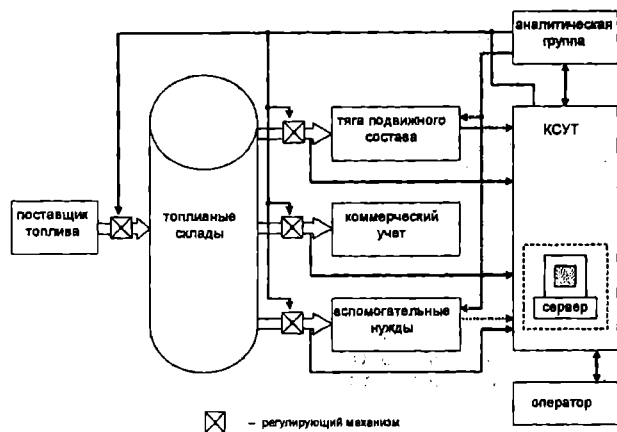 аналитическая
группа
тяга подвижного
состава
КСУТ
поставщик
топлива
топливные
склады
коммерческий
учет
вспомогательные
нужды
сервер
оператор
– регулирующий механизм